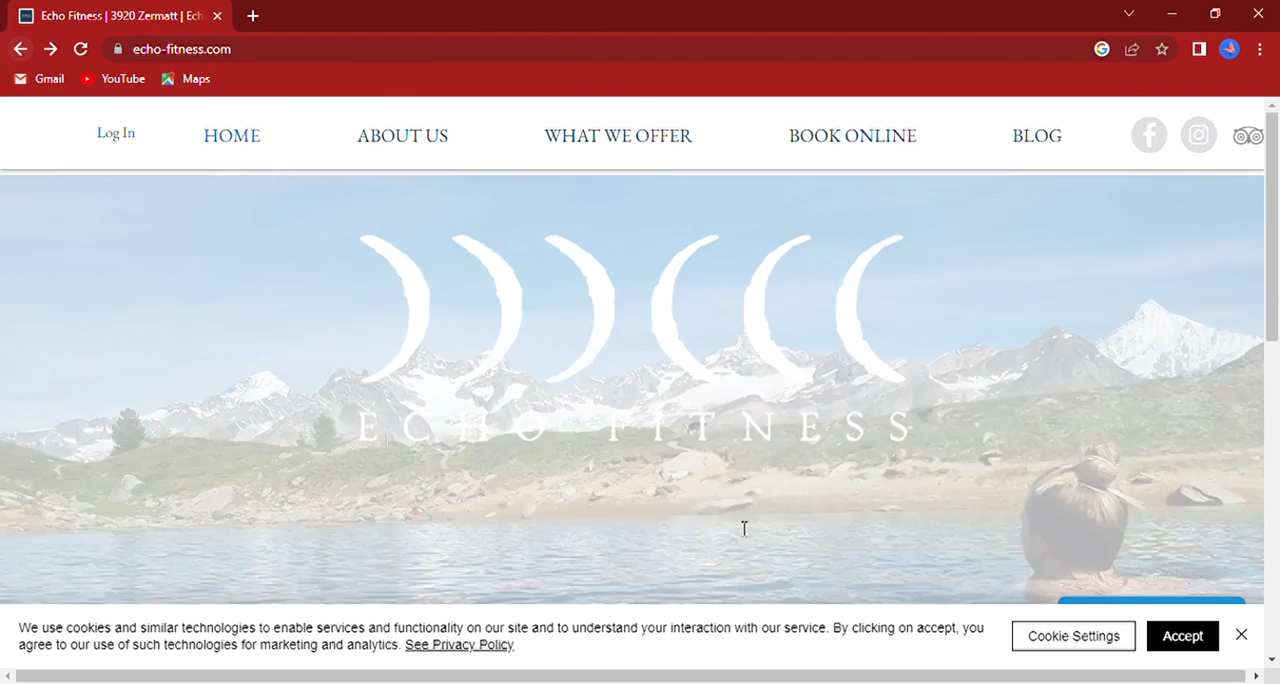 Echo Fitness | 3920 Zermatt | Ech
echo-fitness.com
Gmail YouTube Maps
Log In HOME ABOUT US WHAT WE OFFER BOOK ONLINE BLOG
ECHO FITNESS
We use cookies and similar technologies to enable services and functionality on our site and to understand your interaction with our service. By clicking on accept, you
agree to our use of such technologies for marketing and analytics. See Privacy Policy
Cookie Settings Accept